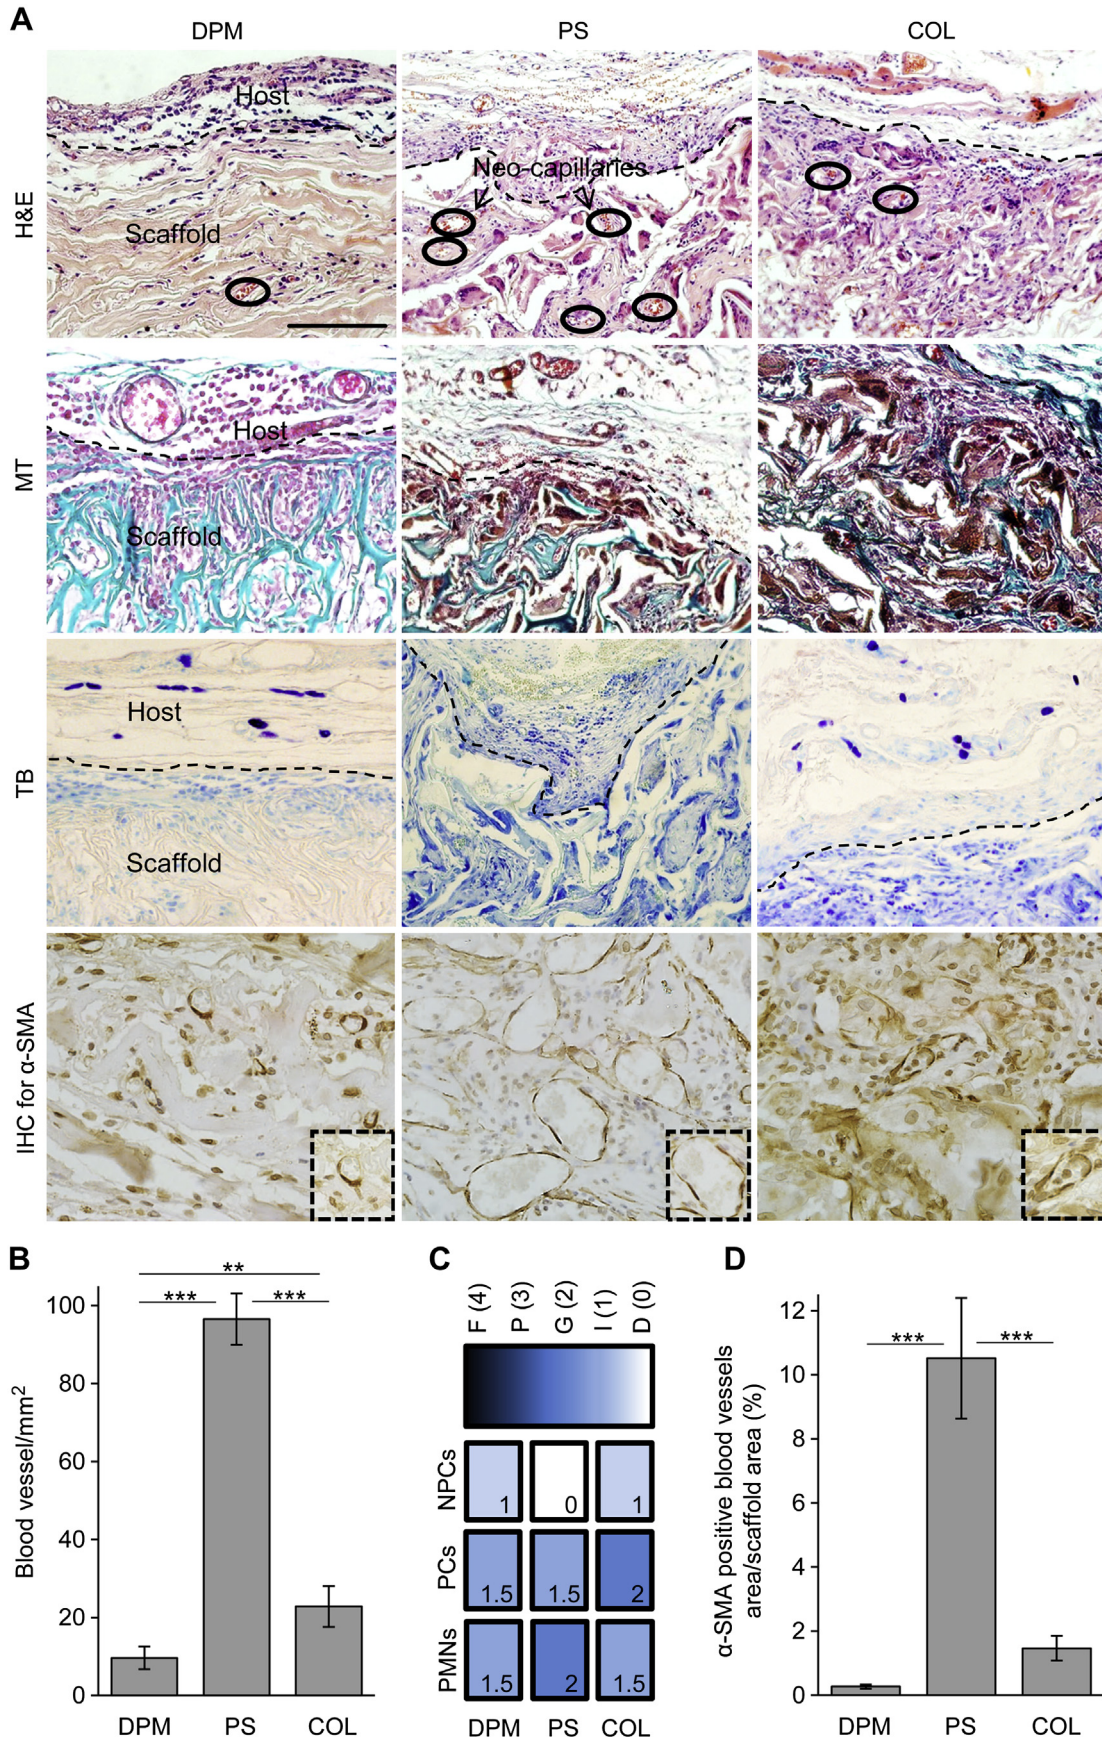 A
DPM PS COL
H&E
Host
Scaffold
Neo-capillaries
MT
Host
Scaffold
TB
Host
Scaffold
IHC for α-SMA
B
Blood vessel/mm²
100
80
60
40
20
0
***
**
***
DPM PS COL
C
F (4) P (3) G (2) I (1) D (0)
NPCs 1 0 1
PCs 1.5 1.5 2
PMNs 1.5 2 1.5
DPM PS COL
D
α-SMA positive blood vessels
area/scaffold area (%)
12
10
8
6
4
2
0
*** ***
DPM PS COL